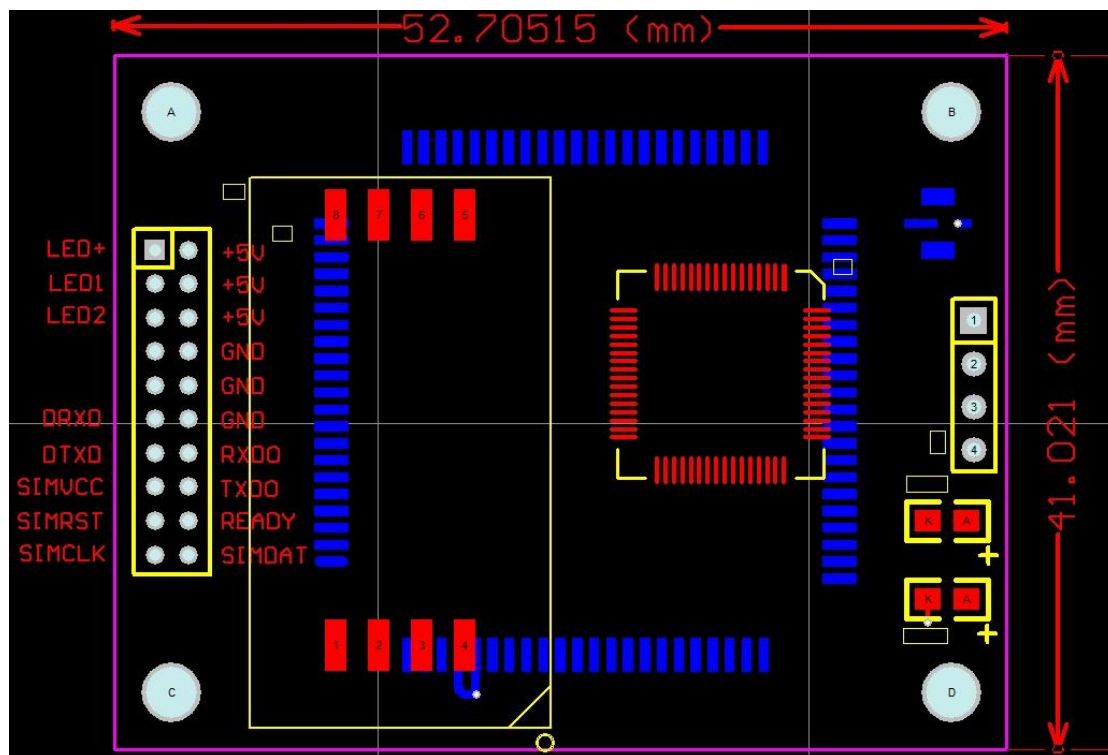 52.70515 (mm)
A
B
8 7 6 5
LED+ +5V
LED1 +5V
LED2 +5V
GND
GND
DRXD GND
DTXD RXD0
SIMVCC TXD0
SIMRST READY
SIMCLK SIMDAT
1
2
3
4
41.021 (mm)
K A
+
K A
+
1 2 3 4
C
D